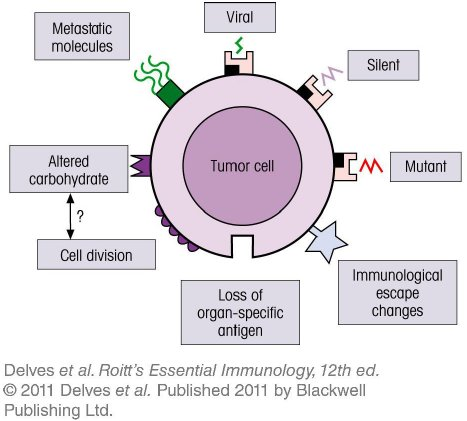 Viral
Metastatic
molecules
Silent
Altered
carbohydrate
Tumor cell
Mutant
?
Cell division
Loss of
organ-specific
antigen
Immunological
escape
changes
Delves et al. Roitt's Essential Immunology, 12th ed.
© 2011 Delves et al. Published 2011 by Blackwell
Publishing Ltd.